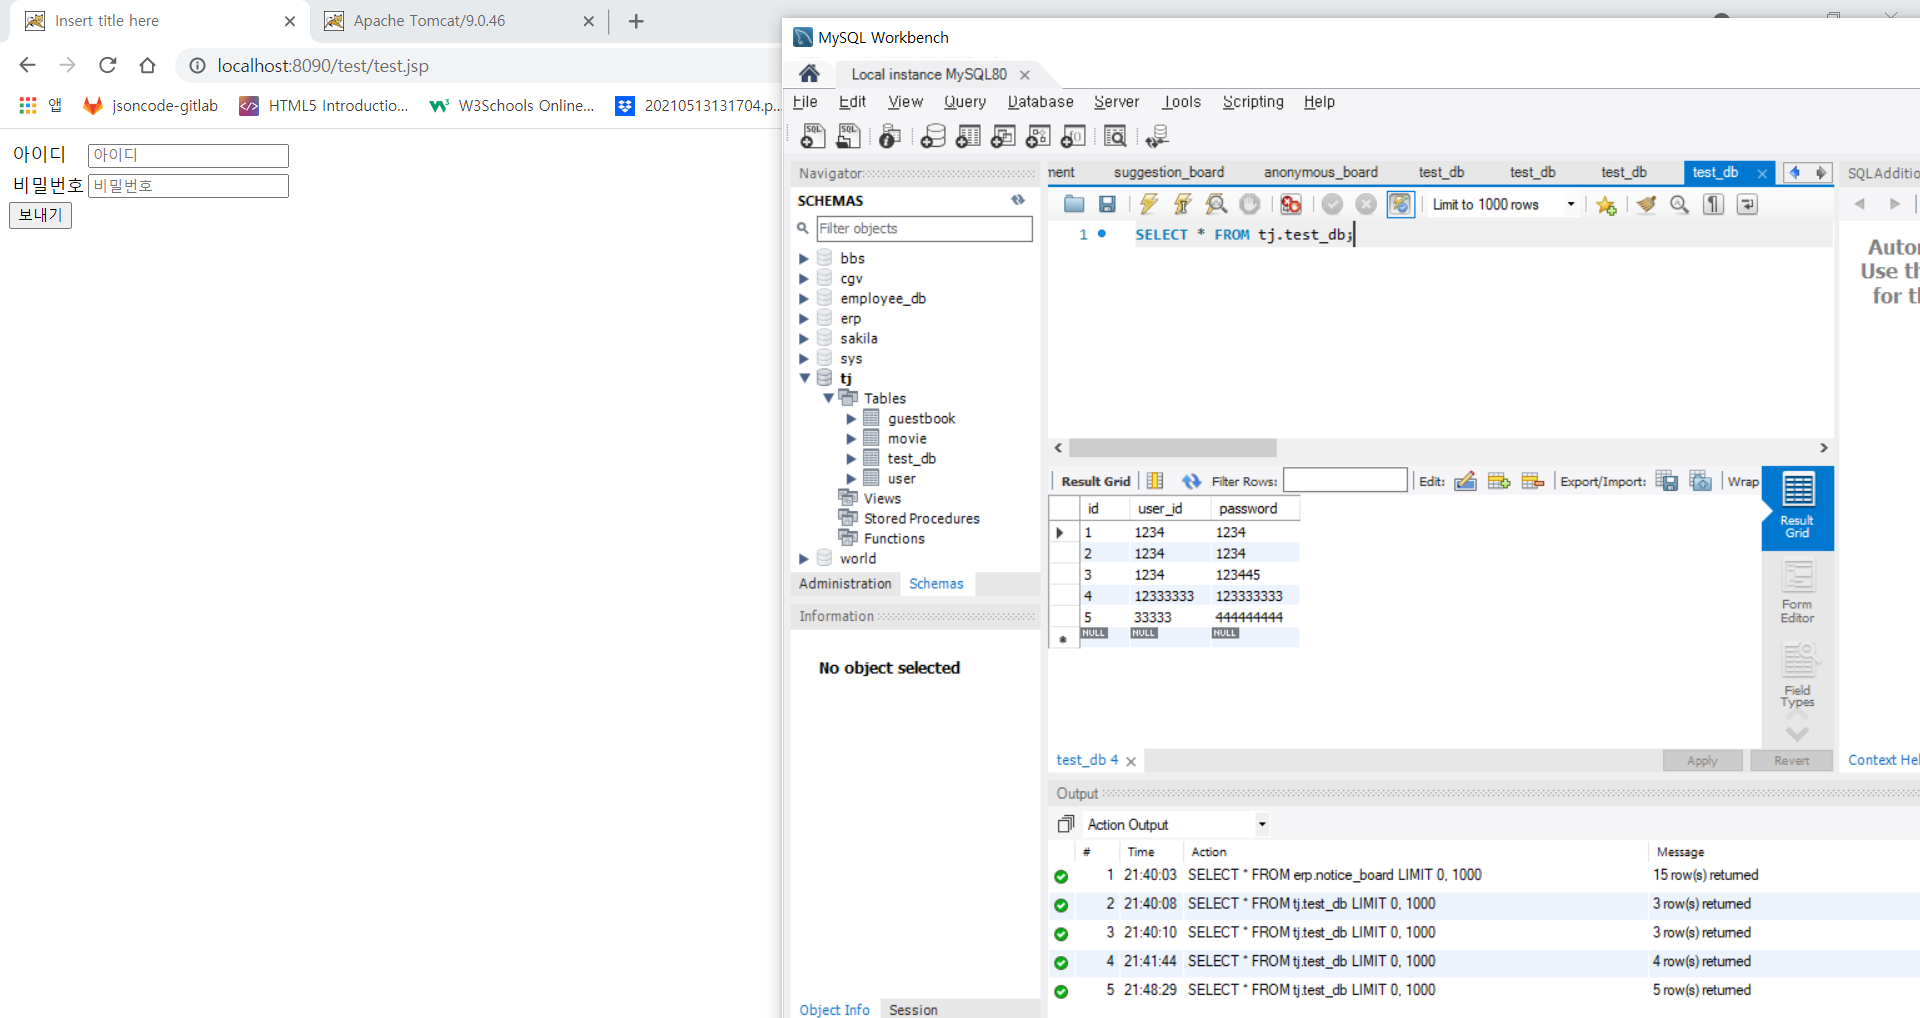 Insert title here
Apache Tomcat/9.0.46
localhost:8090/test/test.jsp
앱
jsoncode-gitlab
HTML5 Introductio...
W3Schools Online...
20210513131704.p...
아이디
아이디
비밀번호
비밀번호
보내기
MySQL Workbench
Local instance MySQL80
File Edit View Query Database Server Tools Scripting Help
Navigator
SCHEMAS
Filter objects
bbs
cgv
employee_db
erp
sakila
sys
tj
Tables
guestbook
movie
test_db
user
Views
Stored Procedures
Functions
world
Administration Schemas
Information
No object selected
Object Info Session
ment suggestion_board anonymous_board test_db test_db test_db test_db
Limit to 1000 rows
1 SELECT * FROM tj.test_db;
Result Grid Filter Rows: Edit: Export/Import: Wrap
id user_id password
1 1234 1234
2 1234 1234
3 1234 123445
4 12333333 123333333
5 33333 444444444
NULL NULL NULL
Result
Grid
Form
Editor
Field
Types
test_db 4
Apply Revert
SQLAdditio
Autor
Use th
for tl
Context Hel
Output
Action Output
# Time Action Message
1 21:40:03 SELECT * FROM erp.notice_board LIMIT 0, 1000 15 row(s) returned
2 21:40:08 SELECT * FROM tj.test_db LIMIT 0, 1000 3 row(s) returned
3 21:40:10 SELECT * FROM tj.test_db LIMIT 0, 1000 3 row(s) returned
4 21:41:44 SELECT * FROM tj.test_db LIMIT 0, 1000 4 row(s) returned
5 21:48:29 SELECT * FROM tj.test_db LIMIT 0, 1000 5 row(s) returned